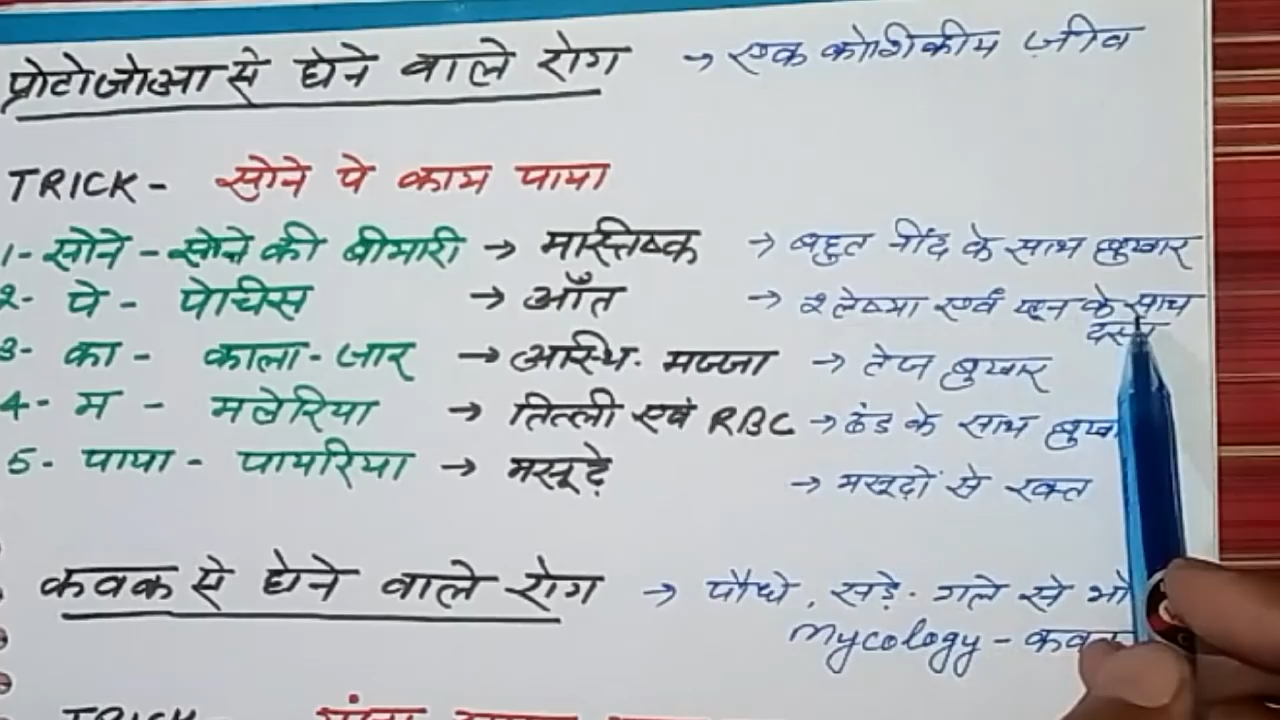 प्रोटोजोआ से होने वाले रोग → एक कोशिकीय जीव
TRICK - सोने पे काम पाया
1- सोने - सोने की बीमारी → मास्तिष्क → बहुत नींद के साथ बुखार
2- पे - पेचिस → आँत → श्लेष्मा एवं खून के साथ दस्त
3- का - काला-जार → अस्थि-मज्जा → तेज बुखार
4- म - मलेरिया → तिल्ली एवं RBC → ठंड के साथ बुखा
5- पाया - पायरिया → मसूड़े → मसूढ़ों से रक्त
कवक से होने वाले रोग → पौधे, सड़े-गले से भो
Mycology - कवक
TRICK